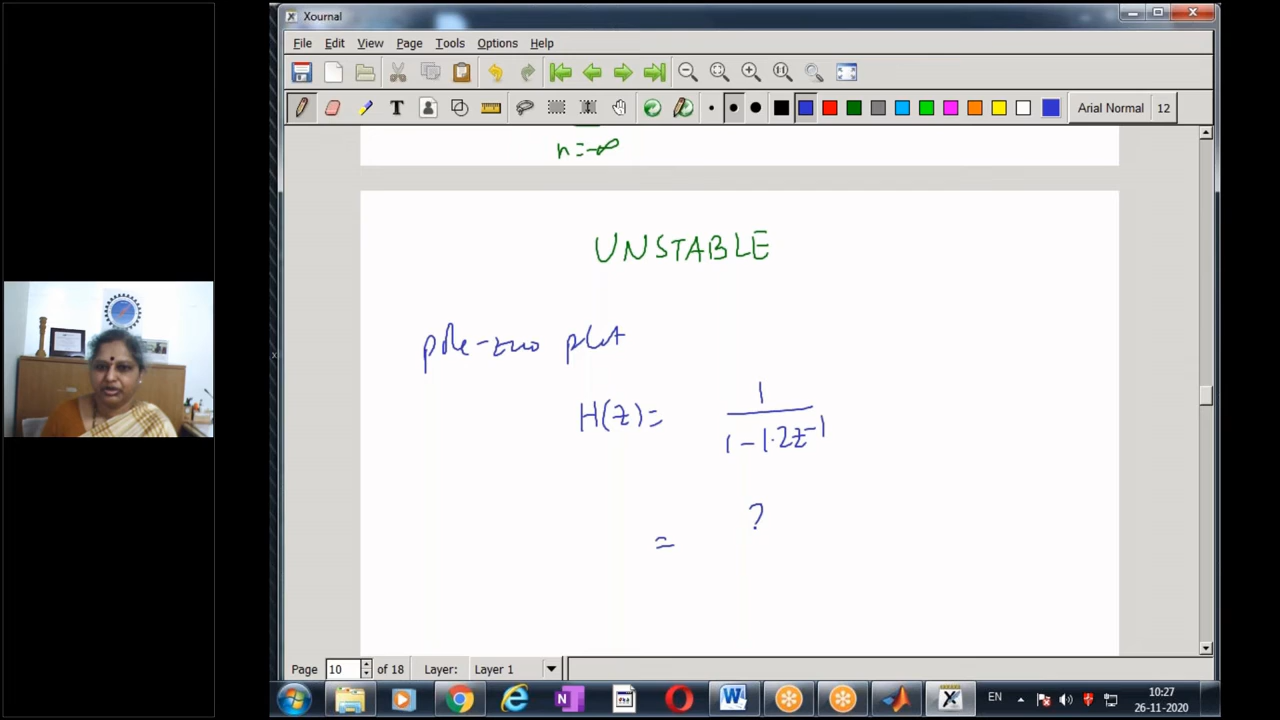 Xournal
File Edit View Page Tools Options Help
Arial Normal 12
n = -∞
UNSTABLE
pole-zero plot
H(z) = 1 / (1 - 1.2z^-1)
= ?
Page 10 of 18 Layer: Layer 1
EN 10:27
26-11-2020